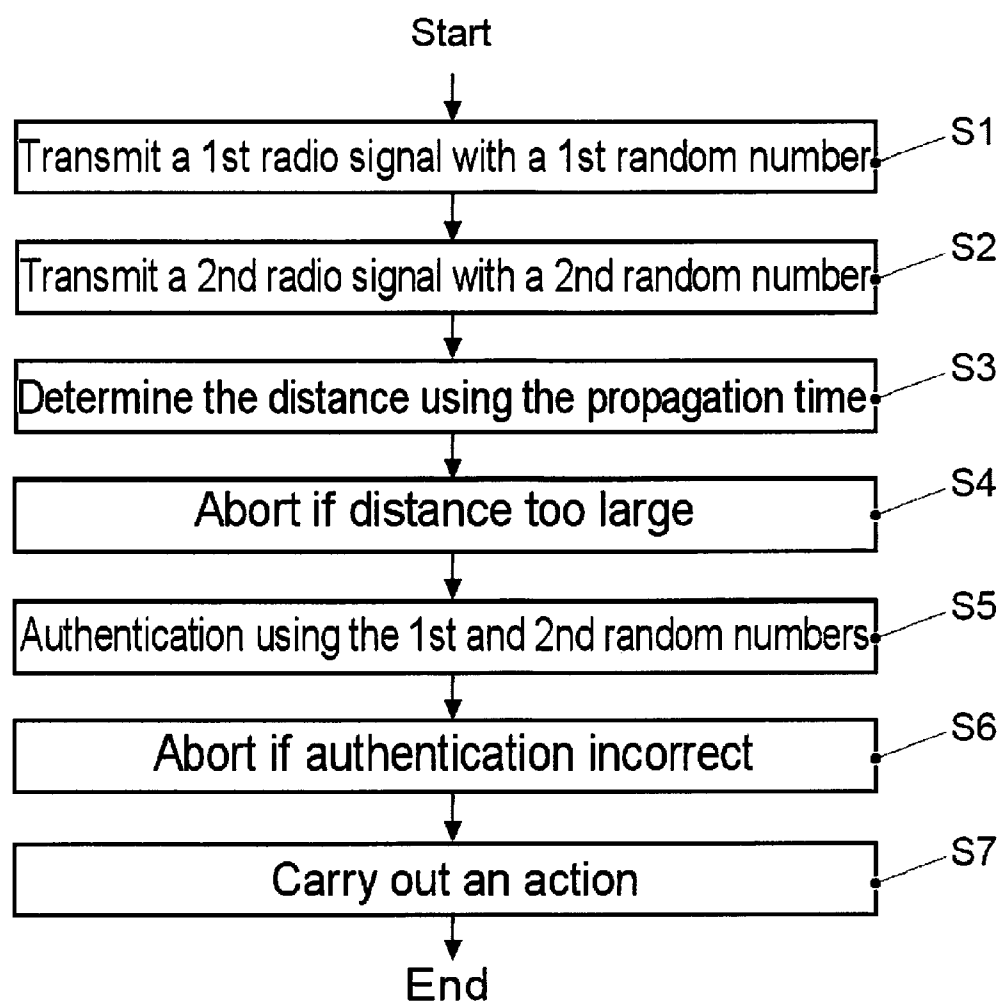 Start
Transmit a 1st radio signal with a 1st random number
S1
Transmit a 2nd radio signal with a 2nd random number
S2
Determine the distance using the propagation time
S3
Abort if distance too large
S4
Authentication using the 1st and 2nd random numbers
S5
Abort if authentication incorrect
S6
Carry out an action
S7
End